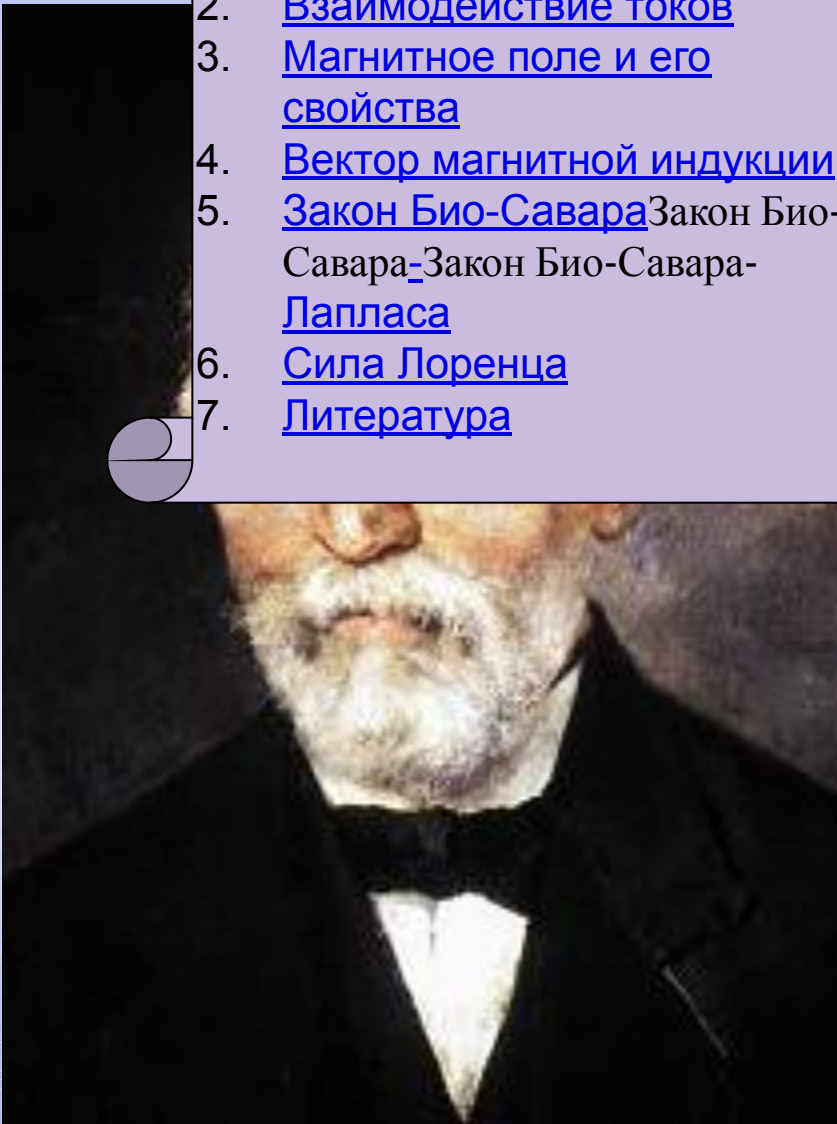 2. Взаимодействие токов
3. Магнитное поле и его
свойства
4. Вектор магнитной индукции
5. Закон Био-СавараЗакон Био-
Савара-Закон Био-Савара-
Лапласа
6. Сила Лоренца
7. Литература